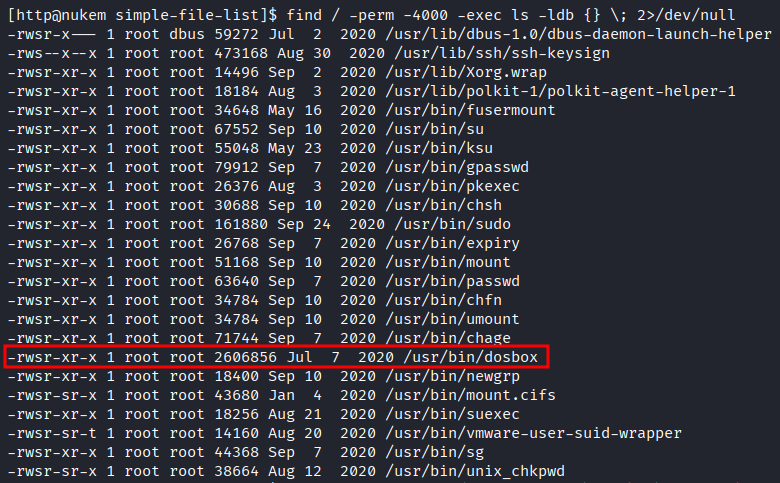 [http@nukem simple-file-list]$ find / -perm -4000 -exec ls -ldb {} \; 2>/dev/null
-rwsr-x--- 1 root dbus 59272 Jul  2  2020 /usr/lib/dbus-1.0/dbus-daemon-launch-helper
-rws--x--x 1 root root 473168 Aug 30  2020 /usr/lib/ssh/ssh-keysign
-rwsr-xr-x 1 root root 14496 Sep  2  2020 /usr/lib/Xorg.wrap
-rwsr-xr-x 1 root root 18184 Aug  3  2020 /usr/lib/polkit-1/polkit-agent-helper-1
-rwsr-xr-x 1 root root 34648 May 16  2020 /usr/bin/fusermount
-rwsr-xr-x 1 root root 67552 Sep 10  2020 /usr/bin/su
-rwsr-xr-x 1 root root 55048 May 23  2020 /usr/bin/ksu
-rwsr-xr-x 1 root root 79912 Sep  7  2020 /usr/bin/gpasswd
-rwsr-xr-x 1 root root 26376 Aug  3  2020 /usr/bin/pkexec
-rwsr-xr-x 1 root root 30688 Sep 10  2020 /usr/bin/chsh
-rwsr-xr-x 1 root root 161880 Sep 24  2020 /usr/bin/sudo
-rwsr-xr-x 1 root root 26768 Sep  7  2020 /usr/bin/expiry
-rwsr-xr-x 1 root root 51168 Sep 10  2020 /usr/bin/mount
-rwsr-xr-x 1 root root 63640 Sep  7  2020 /usr/bin/passwd
-rwsr-xr-x 1 root root 34784 Sep 10  2020 /usr/bin/chfn
-rwsr-xr-x 1 root root 34784 Sep 10  2020 /usr/bin/umount
-rwsr-xr-x 1 root root 71744 Sep  7  2020 /usr/bin/chage
-rwsr-xr-x 1 root root 2606856 Jul  7  2020 /usr/bin/dosbox
-rwsr-xr-x 1 root root 18400 Sep 10  2020 /usr/bin/newgrp
-rwsr-sr-x 1 root root 43680 Jan  4  2020 /usr/bin/mount.cifs
-rwsr-xr-x 1 root root 18256 Aug 21  2020 /usr/bin/suexec
-rwsr-sr-t 1 root root 14160 Aug 20  2020 /usr/bin/vmware-user-suid-wrapper
-rwsr-xr-x 1 root root 44368 Sep  7  2020 /usr/bin/sg
-rwsr-sr-x 1 root root 38664 Aug 12  2020 /usr/bin/unix_chkpwd